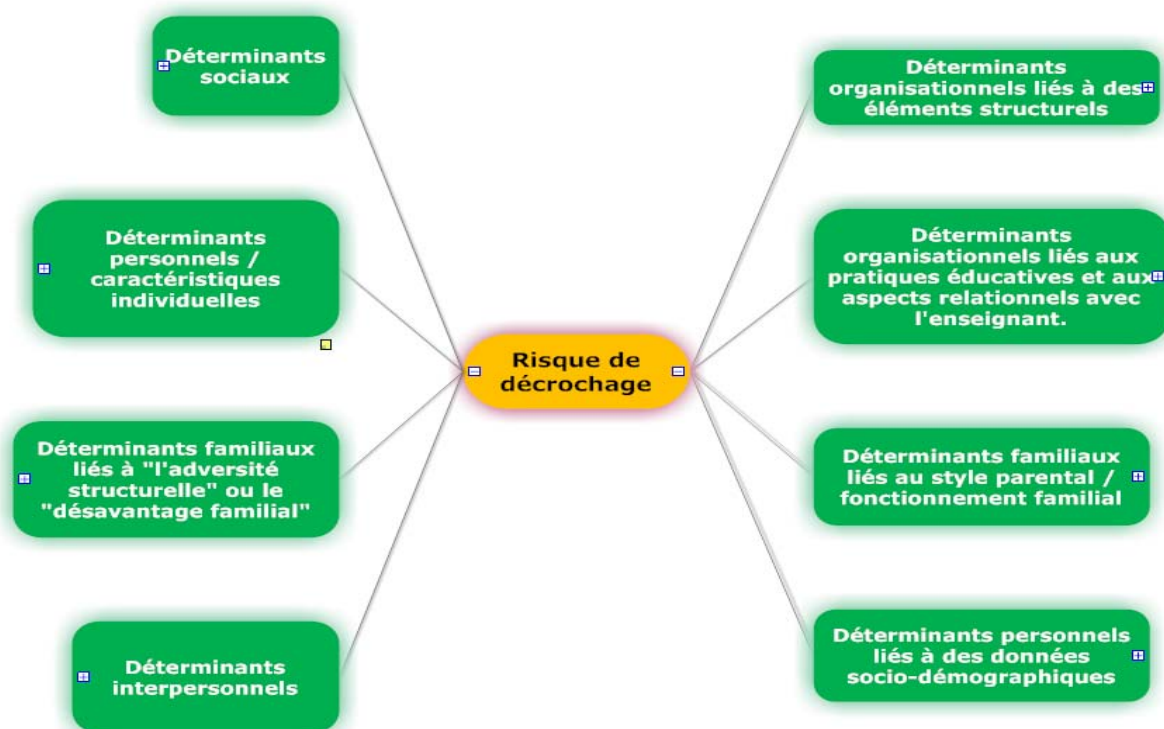 Déterminants
sociaux
Déterminants
personnels /
caractéristiques
individuelles
Déterminants familiaux
liés à "l'adversité
structurelle" ou le
"désavantage familial"
Déterminants
interpersonnels
Risque de
décrochage
Déterminants
organisationnels liés à des
éléments structurels
Déterminants
organisationnels liés aux
pratiques éducatives et aux
aspects relationnels avec
l'enseignant.
Déterminants familiaux
liés au style parental /
fonctionnement familial
Déterminants personnels
liés à des données
socio-démographiques